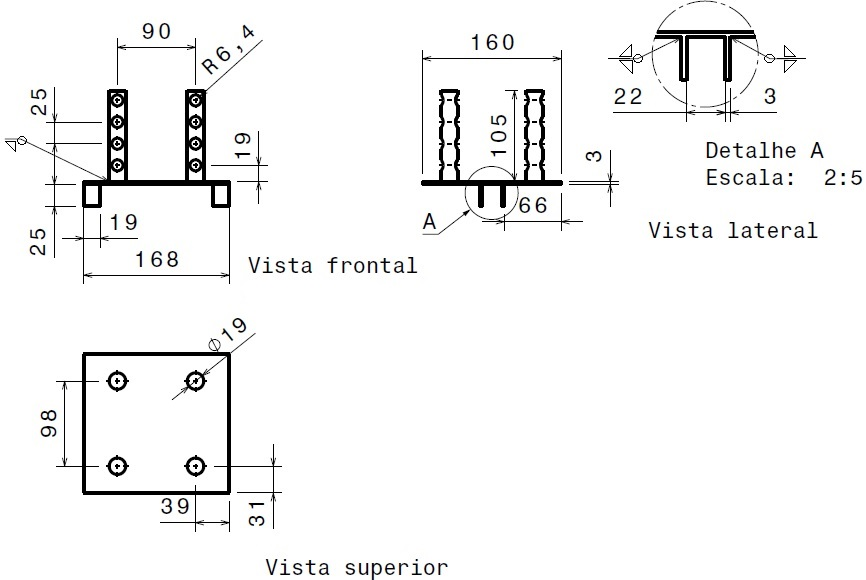 90
R6,4
25
19
25
19
168
Vista frontal
160
105
3
66
A
22
3
Detalhe A
Escala: 2:5
Vista lateral
Ø19
98
39
31
Vista superior